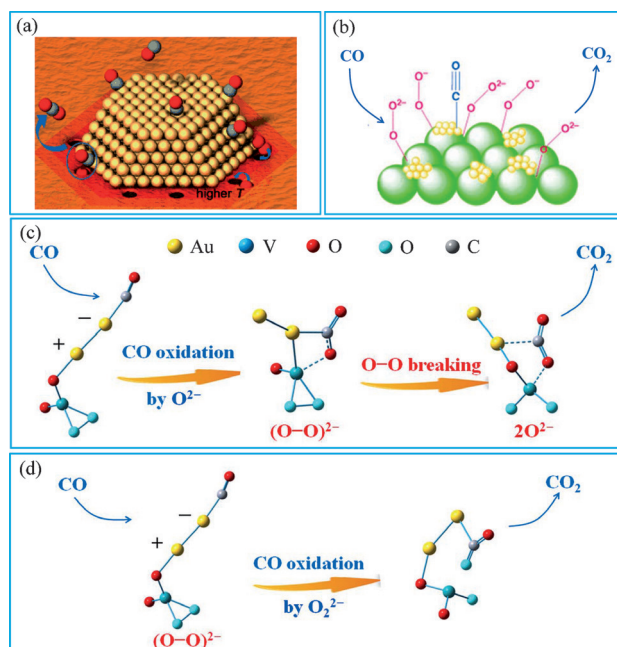 (a)
higher T
(b)
CO
CO₂
O⁻
O²⁻
O
O
C
O
O²⁻
O⁻
O
O⁻
O
O²⁻
O
(c)
Au V O O C
CO
CO₂
−
+
CO oxidation
by O²⁻
(O−O)²⁻
O−O breaking
2O²⁻
(d)
CO
CO₂
−
+
CO oxidation
by O₂²⁻
(O−O)²⁻